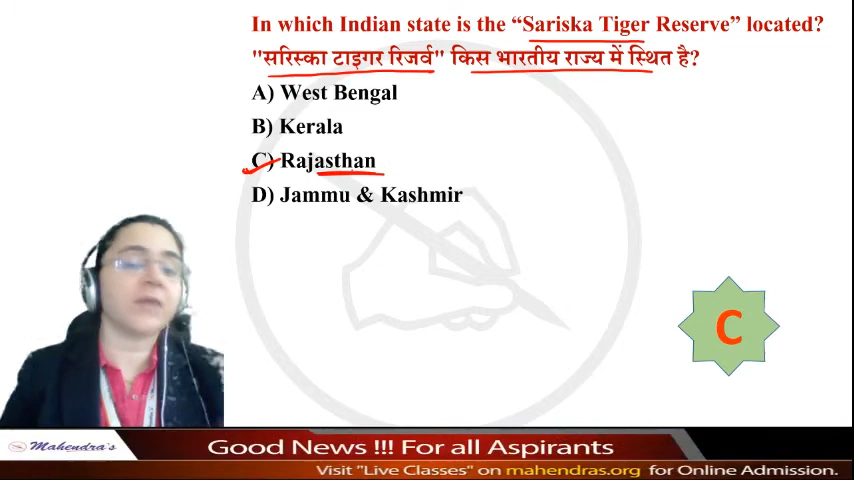 In which Indian state is the “Sariska Tiger Reserve” located?
"सरिस्का टाइगर रिजर्व" किस भारतीय राज्य में स्थित है?
A) West Bengal
B) Kerala
C) Rajasthan
D) Jammu & Kashmir
C
Mahendra's
Good News !!! For all Aspirants
Visit "Live Classes" on mahendras.org for Online Admission.